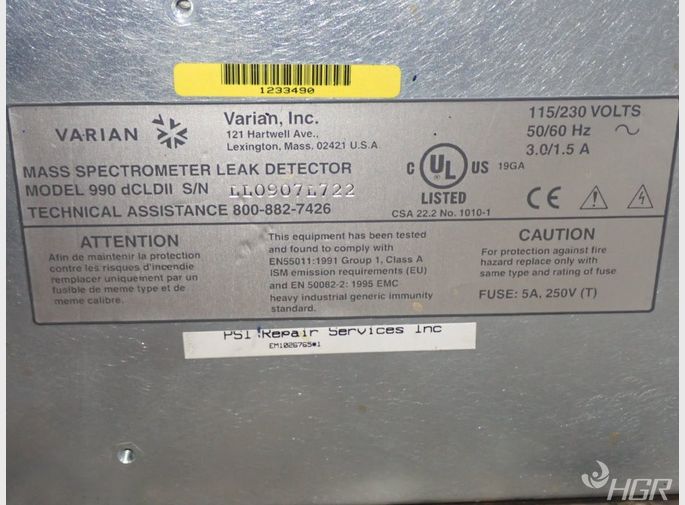 1233490
VARIAN
Varian, Inc.
121 Hartwell Ave.,
Lexington, Mass. 02421 U.S.A.
115/230 VOLTS
50/60 Hz
3.0/1.5 A
MASS SPECTROMETER LEAK DETECTOR
MODEL 990 dCLDII S/N LL0907L722
TECHNICAL ASSISTANCE 800-882-7426
C UL US 19GA
LISTED
CSA 22.2 No. 1010-1
CE
ATTENTION
Afin de maintenir la protection
contre les risques d'incendie
remplacer uniquement par un
fusible de meme type et de
meme calibre.
This equipment has been tested
and found to comply with
EN55011:1991 Group 1, Class A
ISM emission requirements (EU)
and EN 50082-2: 1995 EMC
heavy industrial generic immunity
standard.
CAUTION
For protection against fire
hazard replace only with
same type and rating of fuse
FUSE: 5A, 250V (T)
PSI Repair Services Inc
EM1026765#1
HGR